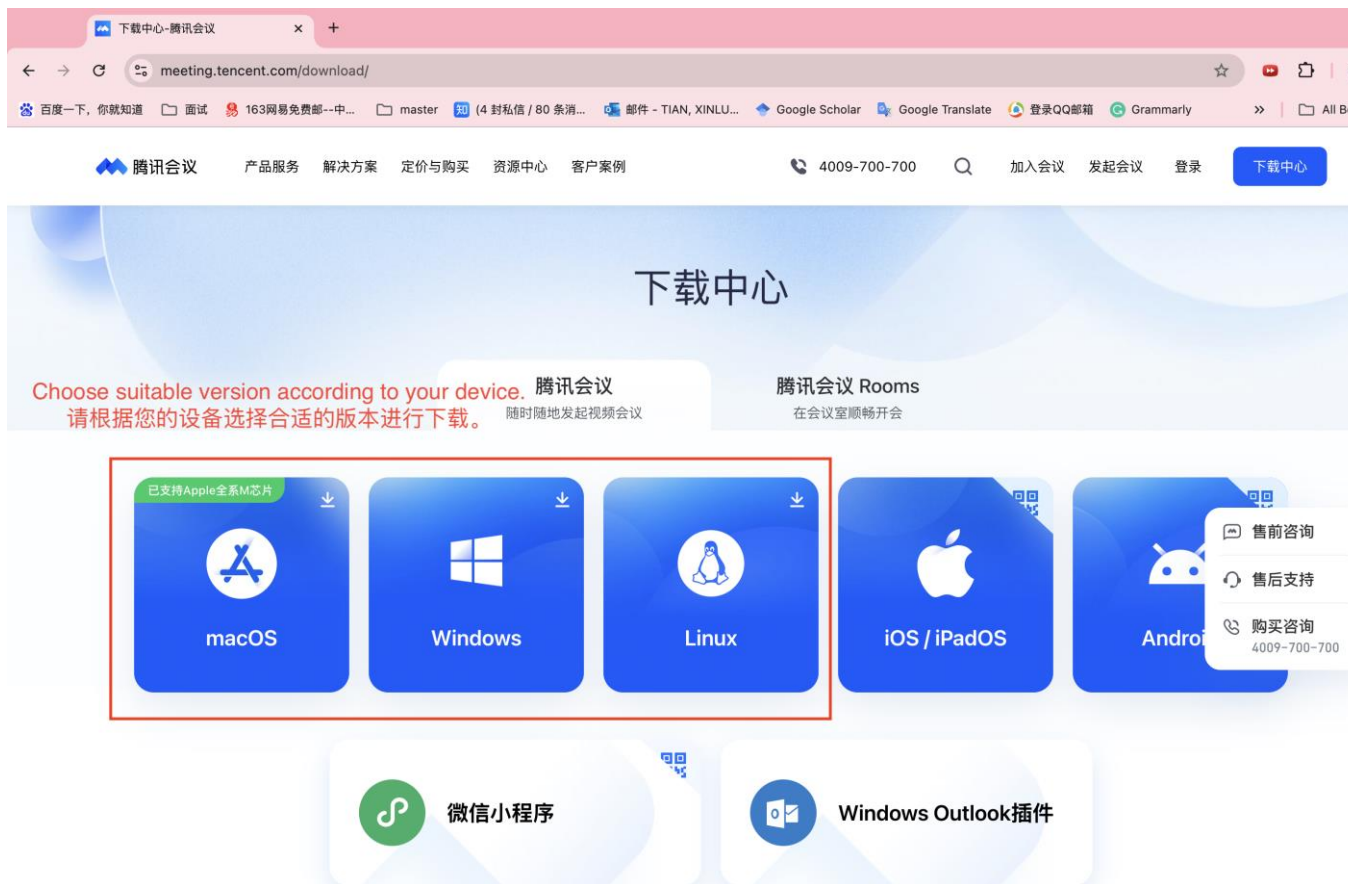 下载中心-腾讯会议
meeting.tencent.com/download/
百度一下，你就知道 面试 163网易免费邮--中... master (4 封私信 / 80 条消... 邮件 - TIAN, XINLU... Google Scholar Google Translate 登录QQ邮箱 Grammarly » All B
腾讯会议 产品服务 解决方案 定价与购买 资源中心 客户案例 4009-700-700 加入会议 发起会议 登录 下载中心
下载中心
Choose suitable version according to your device.
请根据您的设备选择合适的版本进行下载。
腾讯会议
随时随地发起视频会议
腾讯会议 Rooms
在会议室顺畅开会
已支持Apple全系M芯片
macOS
Windows
Linux
iOS / iPadOS
Androi
售前咨询
售后支持
购买咨询
4009-700-700
微信小程序
Windows Outlook插件